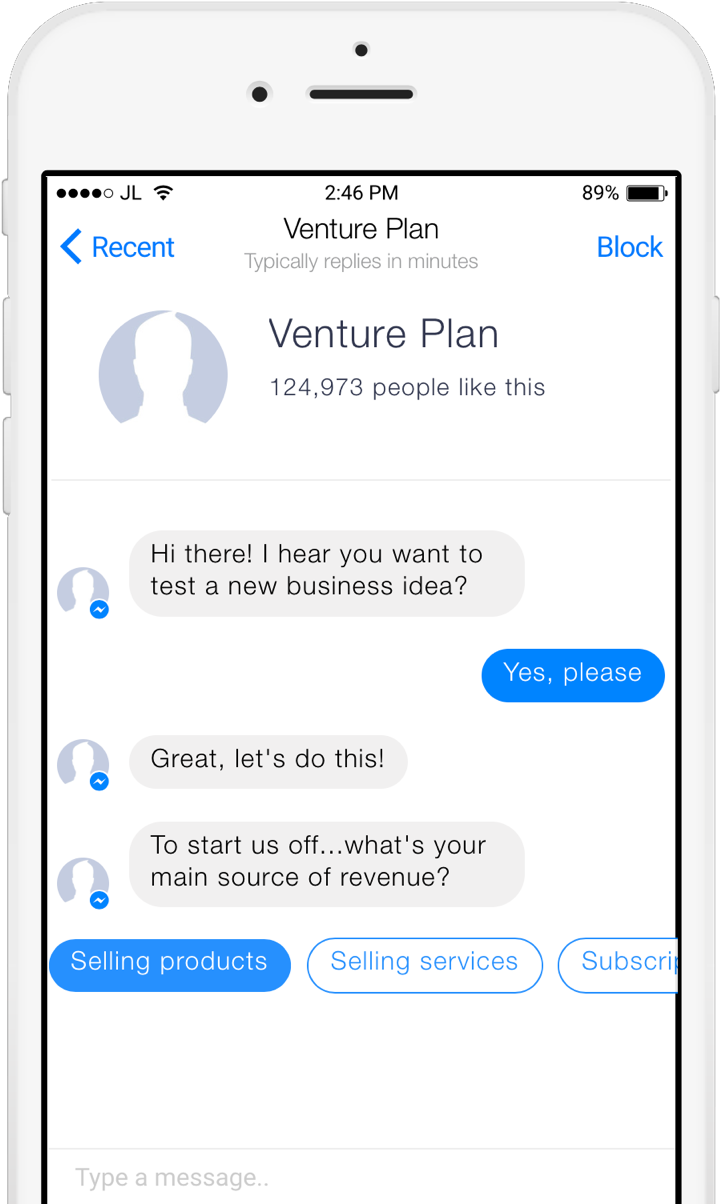 JL 2:46 PM 89%
Recent Venture Plan Block
Typically replies in minutes
Venture Plan
124,973 people like this
Hi there! I hear you want to
test a new business idea?
Yes, please
Great, let's do this!
To start us off...what's your
main source of revenue?
Selling products Selling services Subscrip
Type a message..